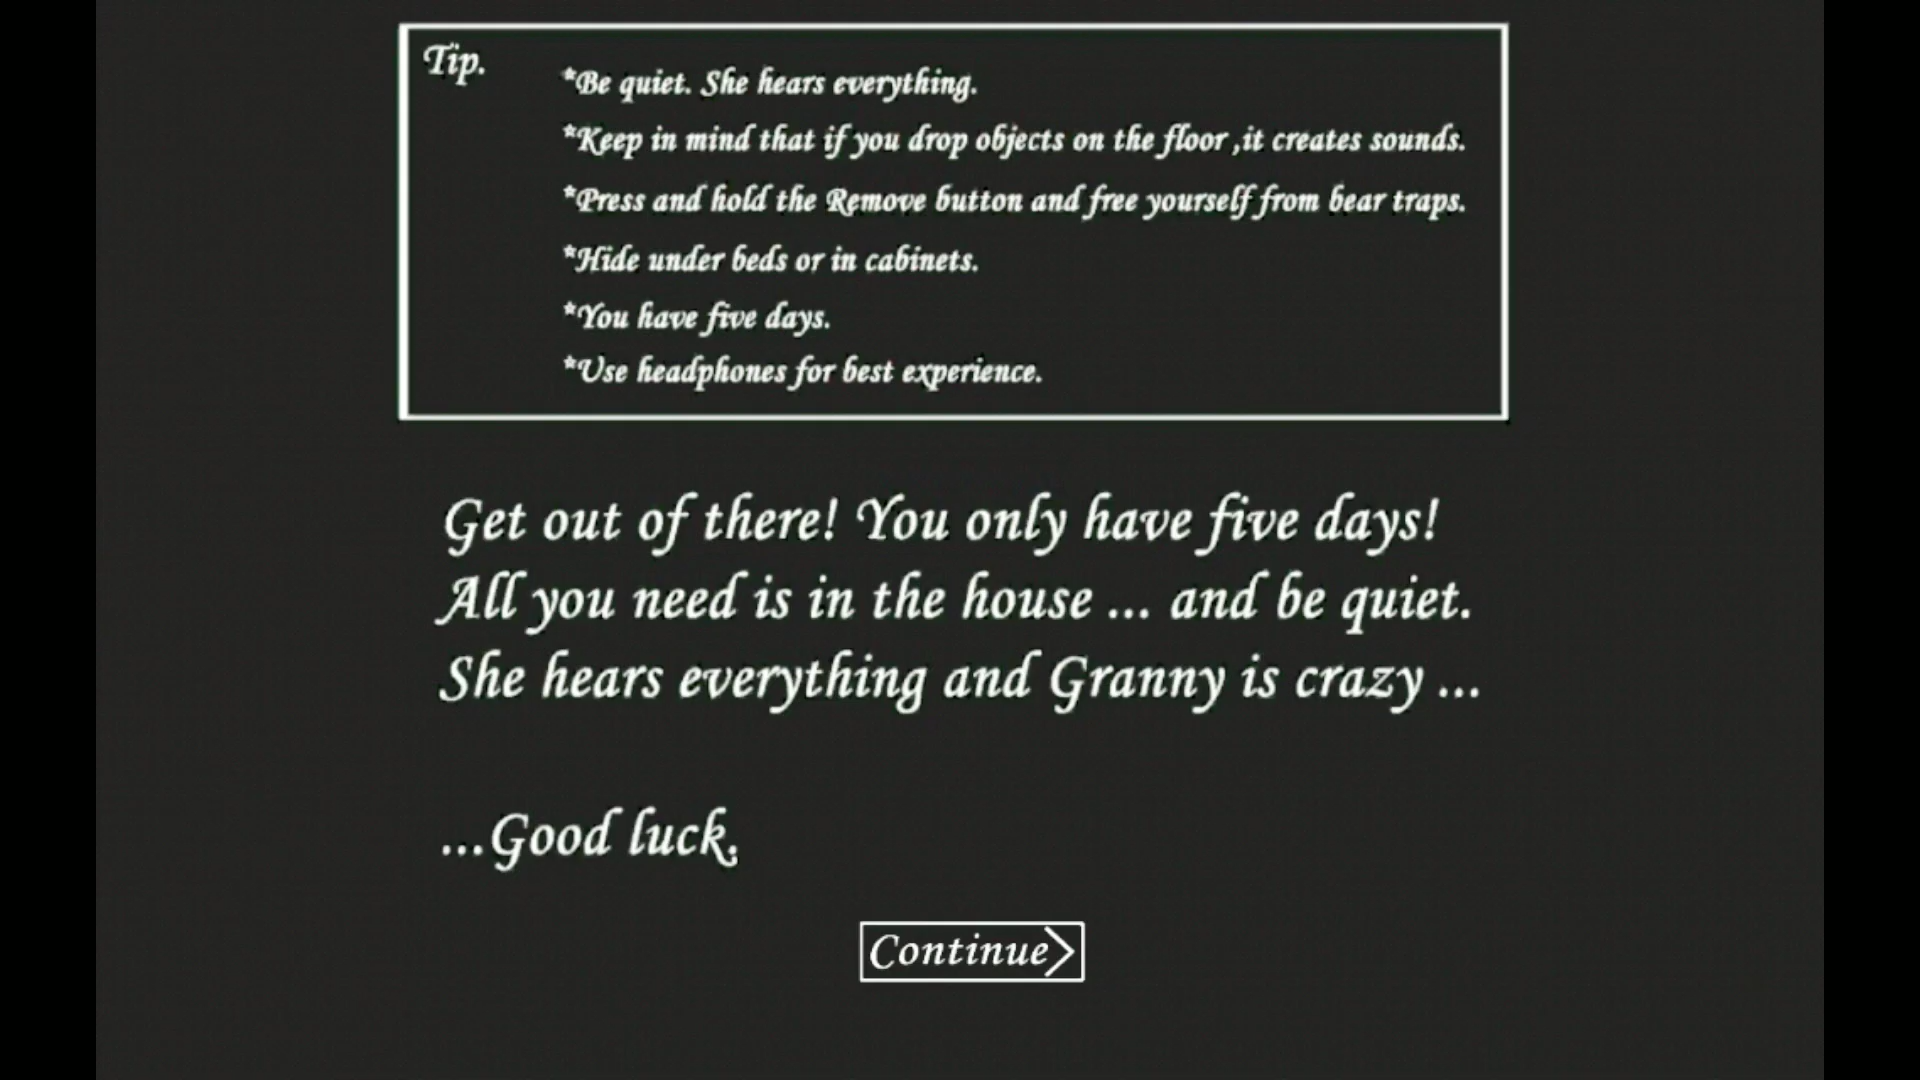 Tip.
*Be quiet. She hears everything.
*Keep in mind that if you drop objects on the floor ,it creates sounds.
*Press and hold the Remove button and free yourself from bear traps.
*Hide under beds or in cabinets.
*You have five days.
*Use headphones for best experience.
Get out of there! You only have five days!
All you need is in the house ... and be quiet.
She hears everything and Granny is crazy ...
...Good luck.
Continue>